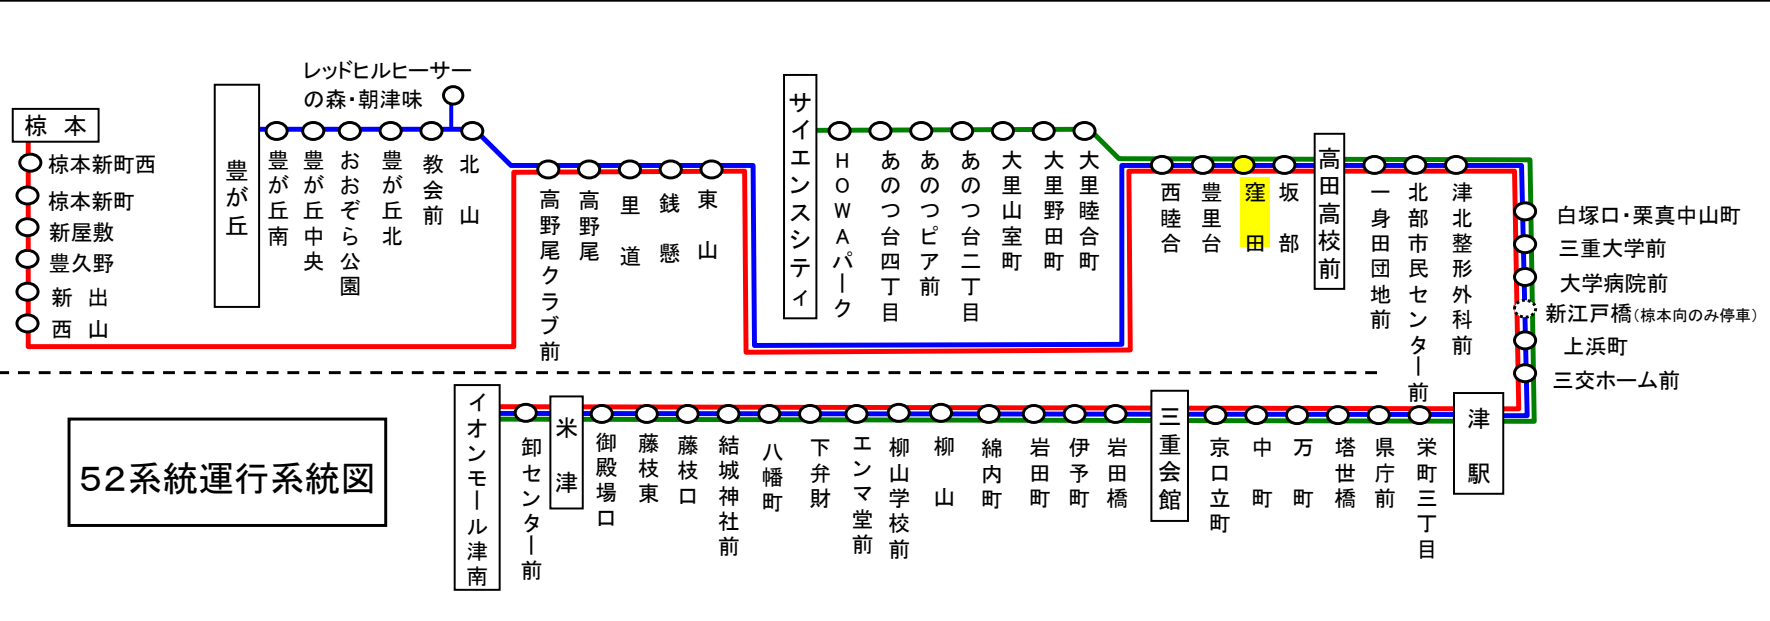 椋本
椋本新町西
椋本新町
新屋敷
豊久野
新出
西山
豊が丘
豊が丘南
豊が丘中央
おおぞら公園
豊が丘北
教会前
レッドヒルヒーサー
の森・朝津味
北山
高野尾クラブ前
高野尾
里道
銭懸
東山
サイエンスシティ
HOWAパーク
あのつ台四丁目
あのつピア前
あのつ台二丁目
大里山室町
大里野田町
大里睦合町
西睦合
豊里台
窪田
坂部
高田高校前
一身田団地前
北部市民センター前
津北整形外科前
白塚口・栗真中山町
三重大学前
大学病院前
新江戸橋(椋本向のみ停車)
上浜町
三交ホーム前
津駅
栄町三丁目
県庁前
塔世橋
万町
中町
京口立町
三重会館
岩田橋
伊予町
岩田町
綿内町
柳山
柳山学校前
エンマ堂前
下弁財
八幡町
結城神社前
藤枝口
藤枝東
御殿場口
米津
卸センター前
イオンモール津南
52系統運行系統図